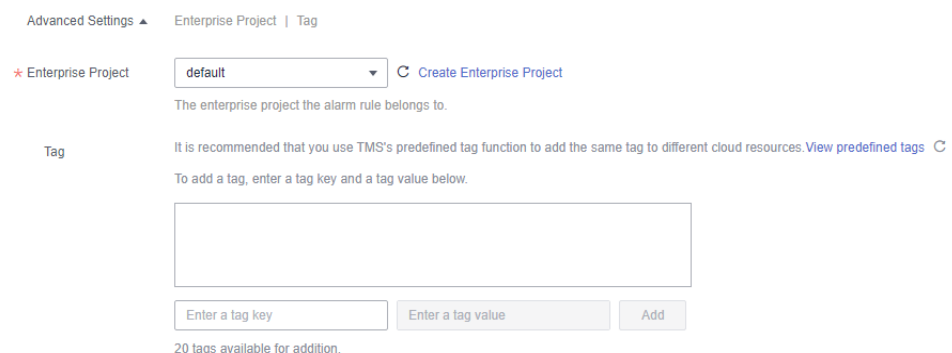 Advanced Settings ▲ Enterprise Project | Tag
* Enterprise Project default Create Enterprise Project
The enterprise project the alarm rule belongs to.
Tag It is recommended that you use TMS's predefined tag function to add the same tag to different cloud resources.View predefined tags
To add a tag, enter a tag key and a tag value below.
Enter a tag key Enter a tag value Add
20 tags available for addition.